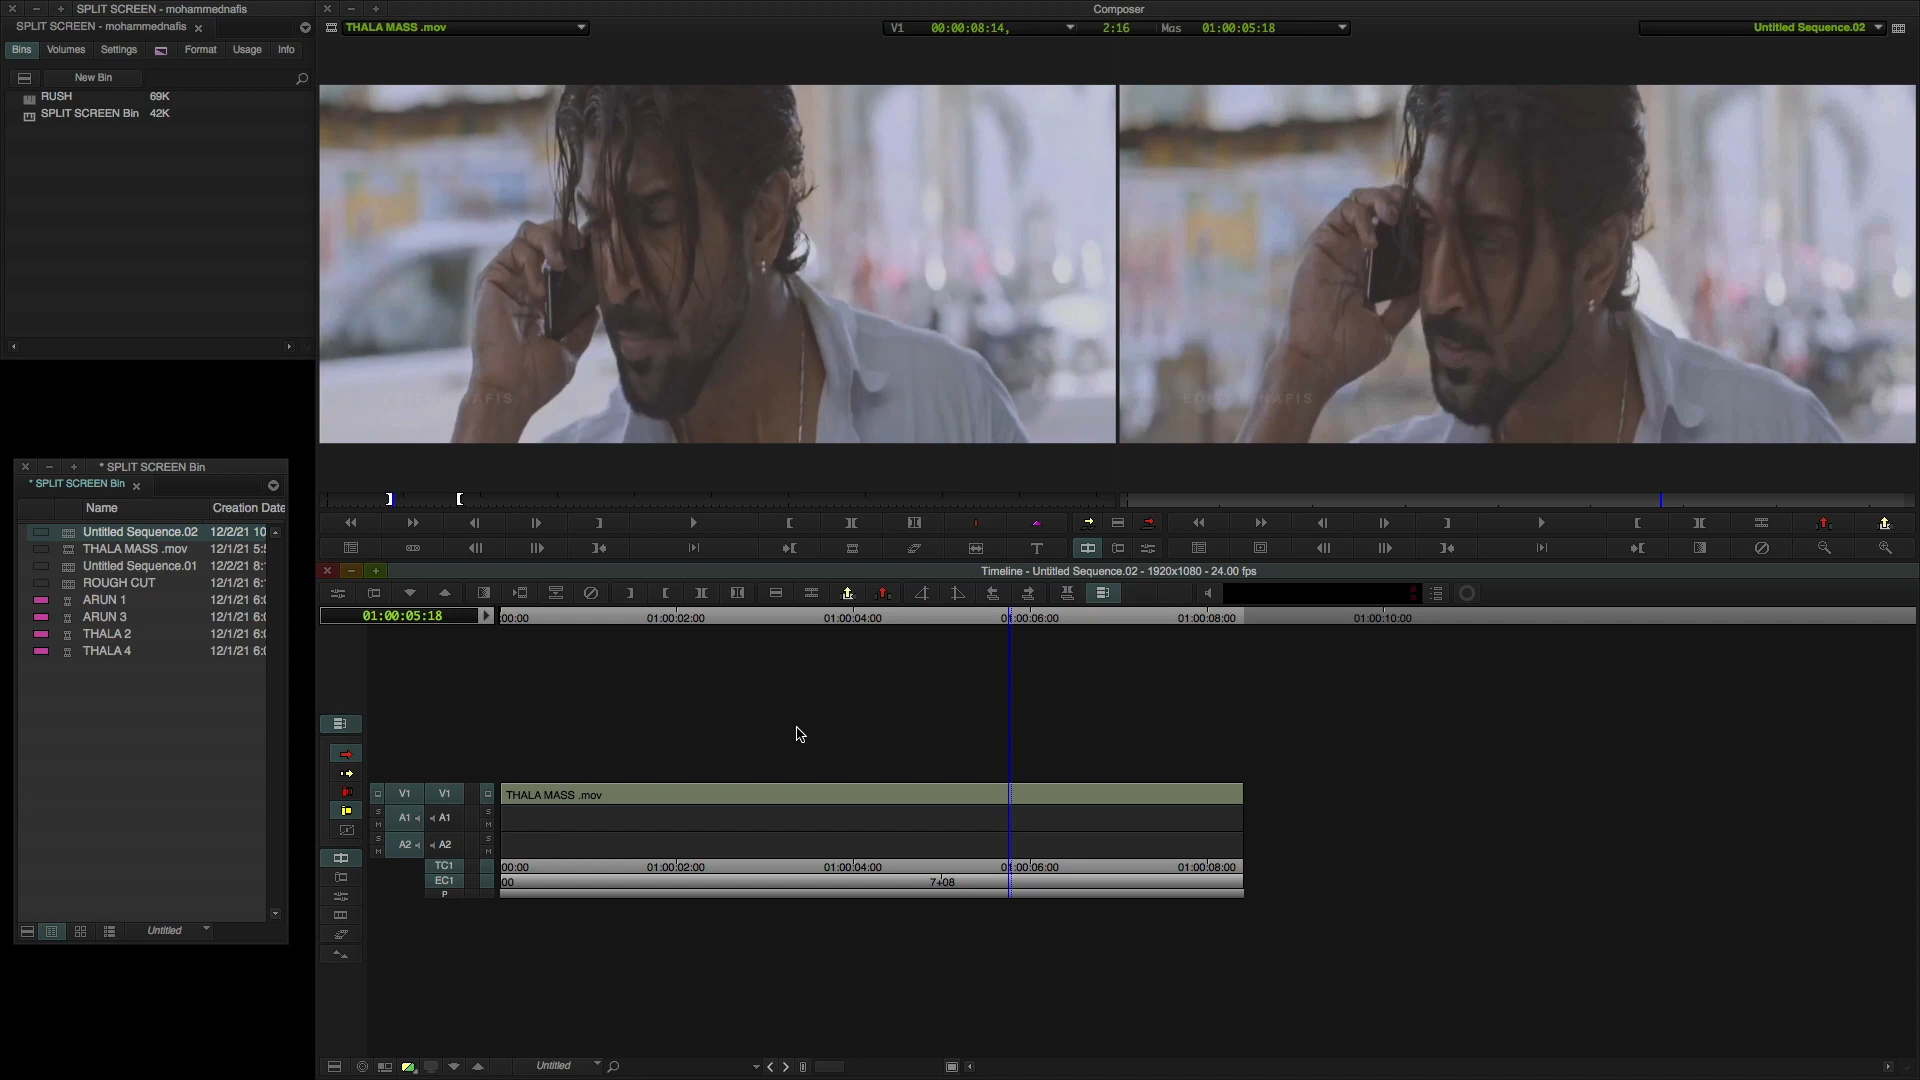 SPLIT SCREEN - mohammednafis
SPLIT SCREEN - mohammednafis
Bins Volumes Settings Format Usage Info
New Bin
RUSH 69K
SPLIT SCREEN Bin 42K
Composer
THALA MASS .mov
V1 00:00:08:14, 2:16 Mas 01:00:05:18
Untitled Sequence.02
* SPLIT SCREEN Bin
* SPLIT SCREEN Bin
Name Creation Date
Untitled Sequence.02 12/2/21 10
THALA MASS .mov 12/1/21 5:5
Untitled Sequence.01 12/2/21 8:
ROUGH CUT 12/1/21 6:
ARUN 1 12/1/21 6:0
ARUN 3 12/1/21 6:0
THALA 2 12/1/21 6:0
THALA 4 12/1/21 6:0
Untitled
Timeline - Untitled Sequence.02 - 1920x1080 - 24.00 fps
01:00:05:18
:00:00 01:00:02:00 01:00:04:00 01:00:06:00 01:00:08:00 01:00:10:00
V1 V1 THALA MASS .mov
S A1 A1 S
M M
S A2 A2 S
M M
TC1 00:00 01:00:02:00 01:00:04:00 01:00:06:00 01:00:08:00
EC1 00 7+08
P
Untitled